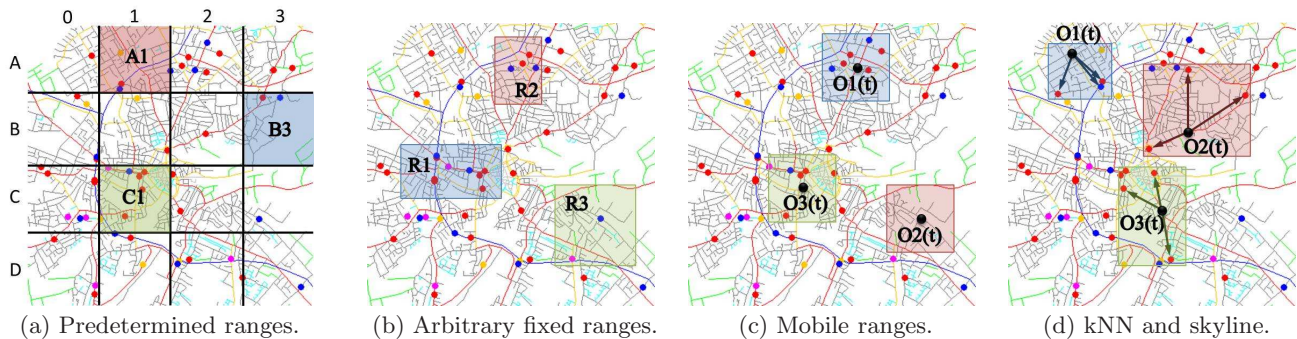 0 1 2 3
A
B
C
D
A1
B3
C1
(a) Predetermined ranges.
R2
R1
R3
(b) Arbitrary fixed ranges.
O1(t)
O3(t)
O2(t)
(c) Mobile ranges.
O1(t)
O2(t)
O3(t)
(d) kNN and skyline.